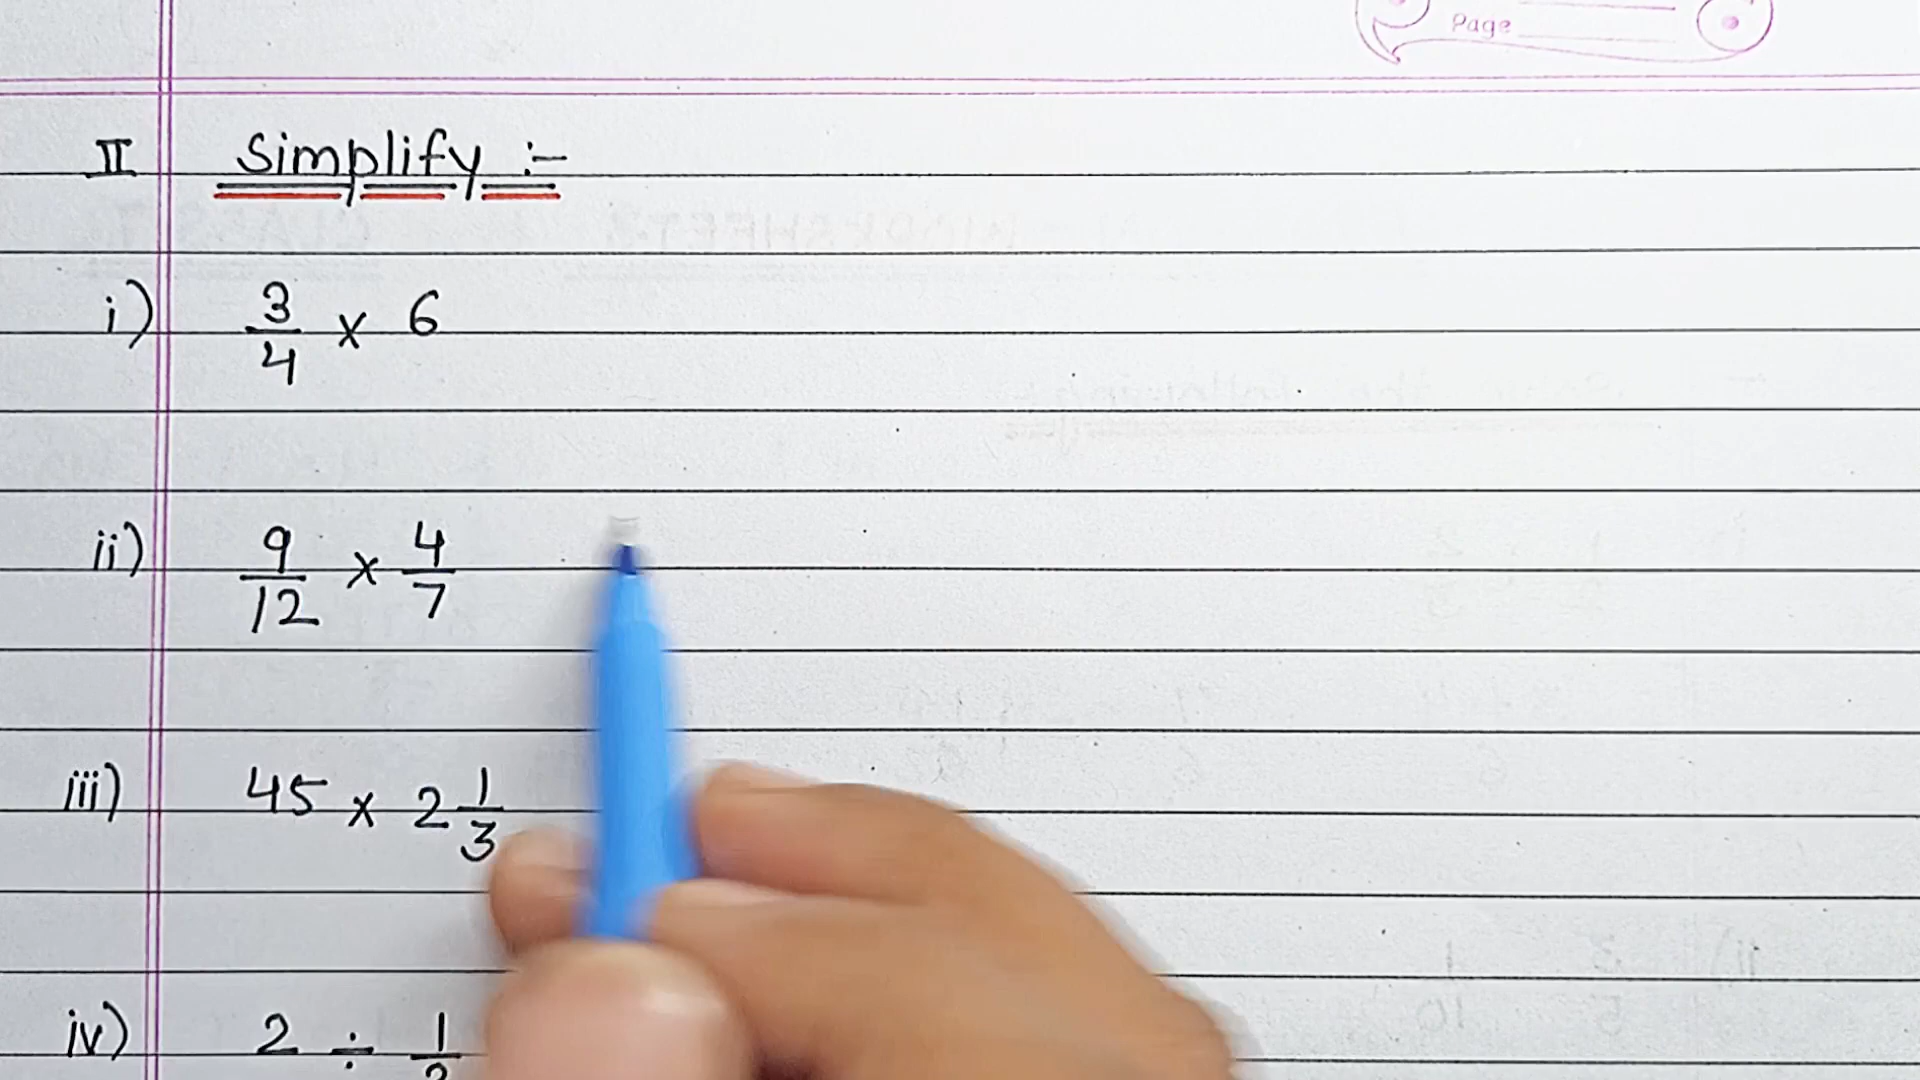 Page
II Simplify :-
i) 3/4 x 6
ii) 9/12 x 4/7
iii) 45 x 2 1/3
iv) 2 ÷ 1/